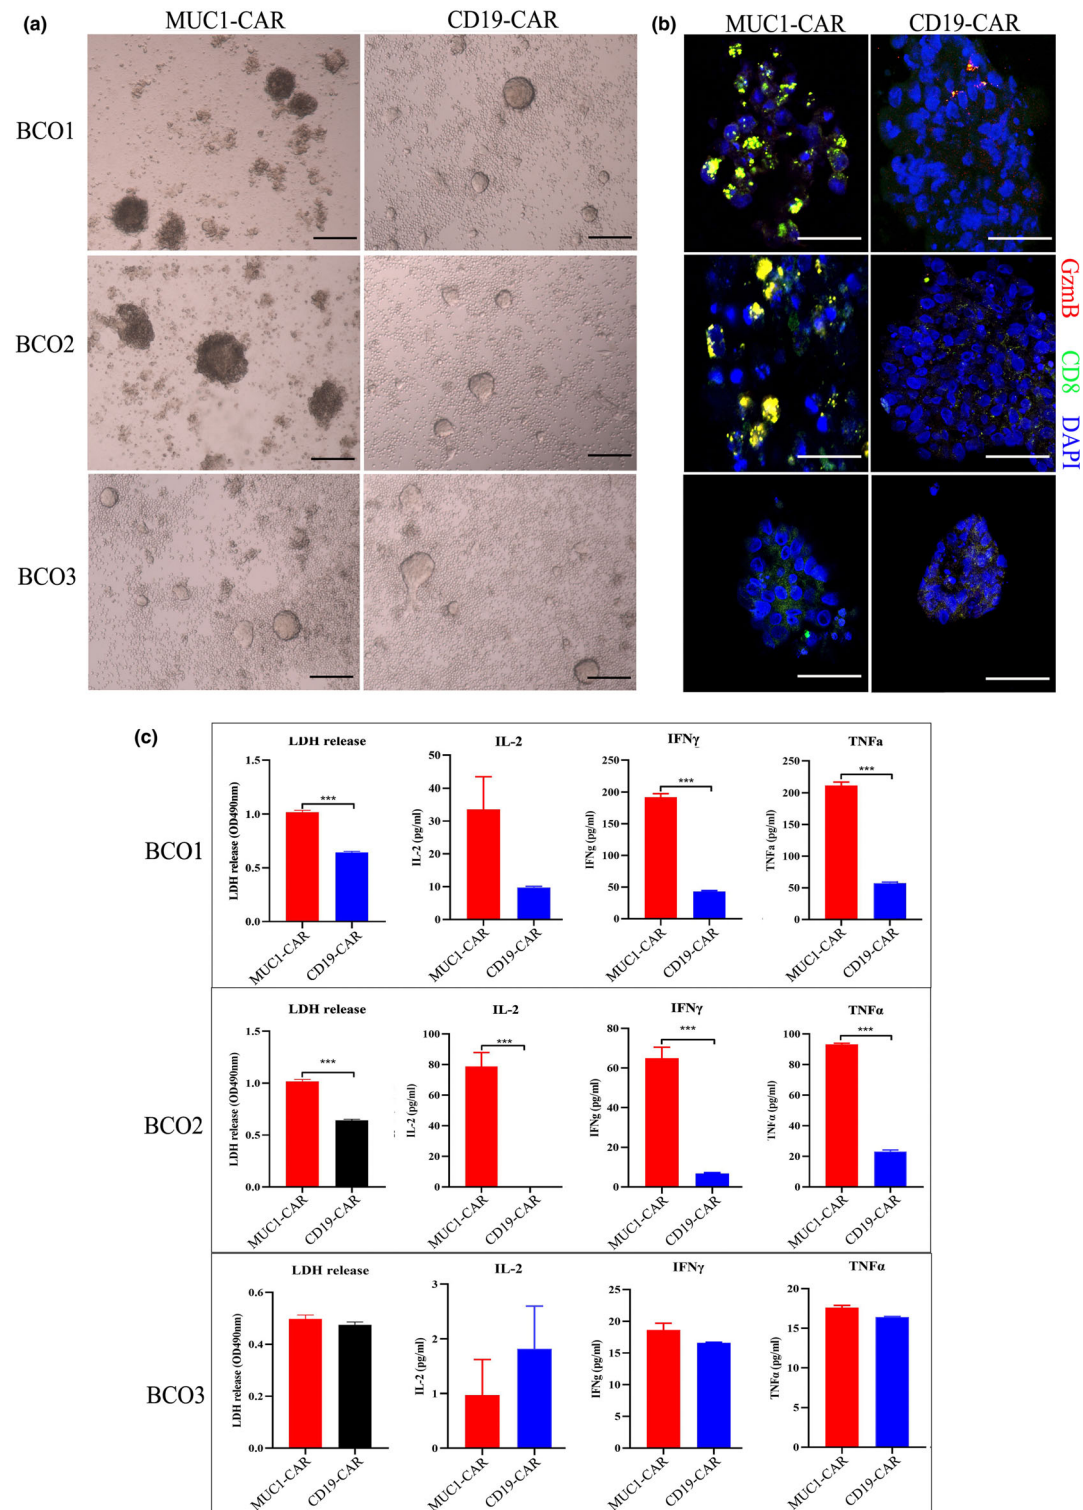 (a) MUC1-CAR CD19-CAR
(b) MUC1-CAR CD19-CAR
BCO1
BCO2
BCO3
GzmB CD8 DAPI
(c)
BCO1
LDH release
LDH release (OD490nm)
1.5
1.0
0.5
0.0
***
MUC1-CAR
CD19-CAR
IL-2
IL-2 (pg/ml)
40
30
20
10
0
MUC1-CAR
CD19-CAR
IFNγ
IFNg (pg/ml)
250
200
150
100
50
0
***
MUC1-CAR
CD19-CAR
TNFa
TNFa (pg/ml)
250
200
150
100
50
0
***
MUC1-CAR
CD19-CAR
BCO2
LDH release
LDH release (OD490nm)
1.5
1.0
0.5
0.0
***
MUC1-CAR
CD19-CAR
IL-2
IL-2 (pg/ml)
100
80
60
40
20
0
***
MUC1-CAR
CD19-CAR
IFNγ
IFNg (pg/ml)
80
60
40
20
0
***
MUC1-CAR
CD19-CAR
TNFα
TNFα (pg/ml)
100
80
60
40
20
0
***
MUC1-CAR
CD19-CAR
BCO3
LDH release
LDH release (OD490nm)
0.6
0.4
0.2
0.0
MUC1-CAR
CD19-CAR
IL-2
IL-2 (pg/ml)
3
2
1
0
MUC1-CAR
CD19-CAR
IFNγ
IFNg (pg/ml)
25
20
15
10
5
0
MUC1-CAR
CD19-CAR
TNFα
TNFα (pg/ml)
20
15
10
5
0
MUC1-CAR
CD19-CAR